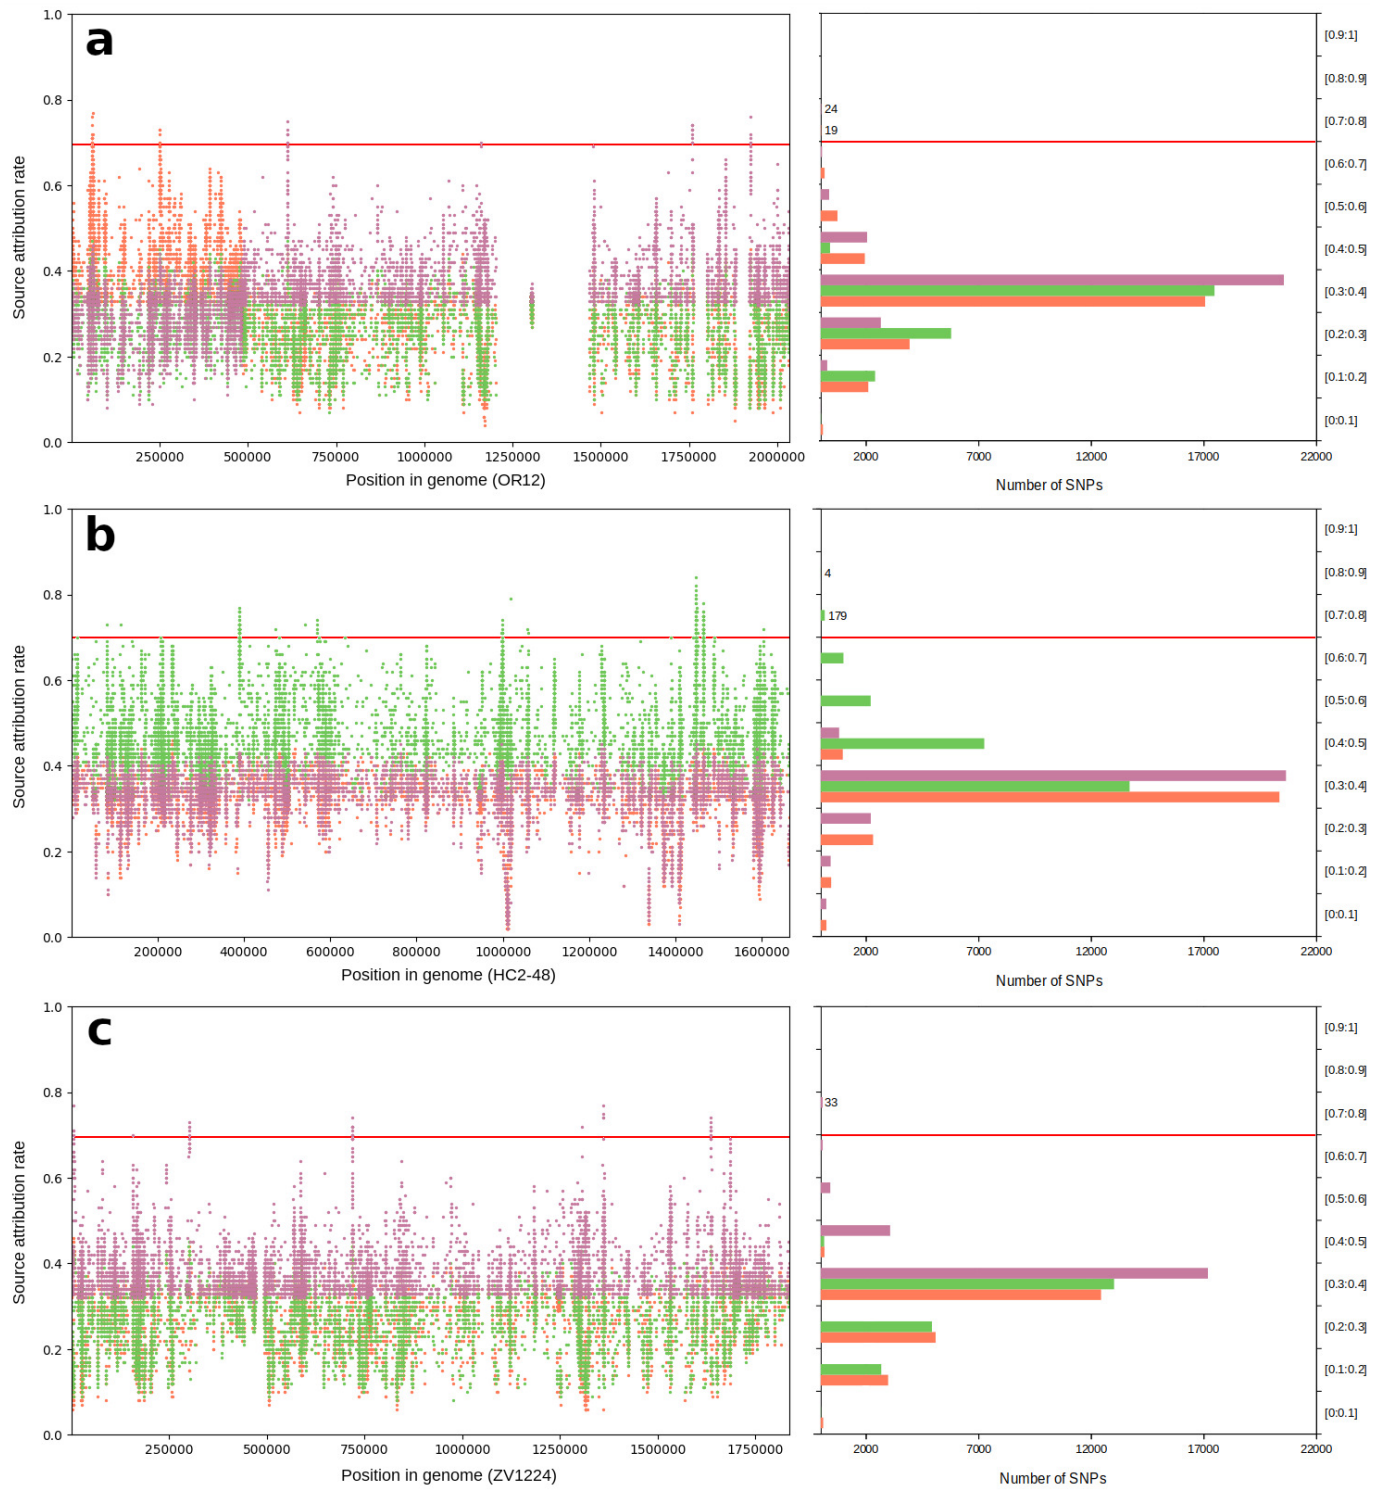 a
1.0
0.8
0.6
0.4
0.2
0.0
Source attribution rate
250000 500000 750000 1000000 1250000 1500000 1750000 2000000
Position in genome (OR12)
24
19
[0.9:1]
[0.8:0.9]
[0.7:0.8]
[0.6:0.7]
[0.5:0.6]
[0.4:0.5]
[0.3:0.4]
[0.2:0.3]
[0.1:0.2]
[0:0.1]
2000 7000 12000 17000 22000
Number of SNPs
b
1.0
0.8
0.6
0.4
0.2
0.0
Source attribution rate
200000 400000 600000 800000 1000000 1200000 1400000 1600000
Position in genome (HC2-48)
4
179
[0.9:1]
[0.8:0.9]
[0.7:0.8]
[0.6:0.7]
[0.5:0.6]
[0.4:0.5]
[0.3:0.4]
[0.2:0.3]
[0.1:0.2]
[0:0.1]
2000 7000 12000 17000 22000
Number of SNPs
c
1.0
0.8
0.6
0.4
0.2
0.0
Source attribution rate
250000 500000 750000 1000000 1250000 1500000 1750000
Position in genome (ZV1224)
33
[0.9:1]
[0.8:0.9]
[0.7:0.8]
[0.6:0.7]
[0.5:0.6]
[0.4:0.5]
[0.3:0.4]
[0.2:0.3]
[0.1:0.2]
[0:0.1]
2000 7000 12000 17000 22000
Number of SNPs